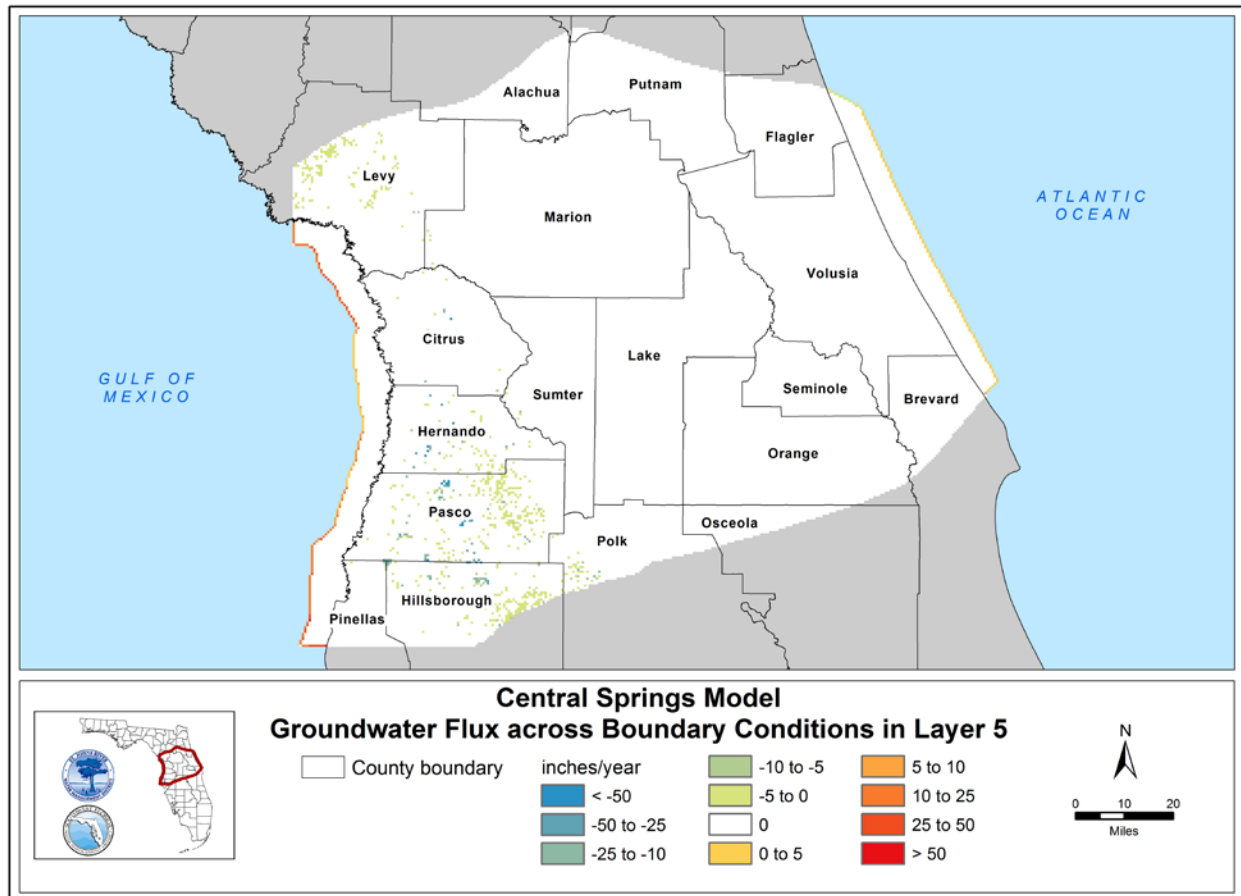 Alachua
Putnam
Flagler
Levy
ATLANTIC
OCEAN
Marion
Volusia
Citrus
Lake
GULF OF
MEXICO
Seminole
Sumter
Brevard
Hernando
Orange
Pasco
Osceola
Polk
Hillsborough
Pinellas
Central Springs Model
Groundwater Flux across Boundary Conditions in Layer 5
County boundary
inches/year
< -50
-50 to -25
-25 to -10
-10 to -5
-5 to 0
0
0 to 5
5 to 10
10 to 25
25 to 50
> 50
N
0 10 20
Miles